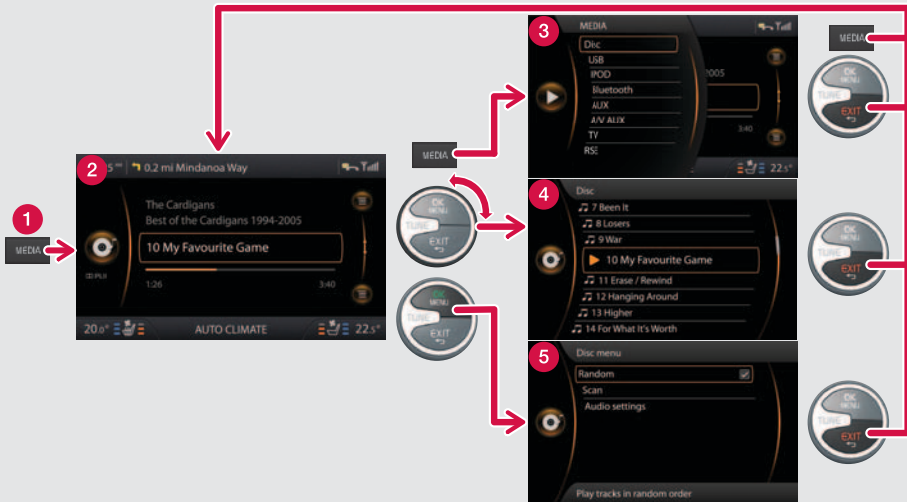 1
MEDIA
2
5
0.2 mi Mindanoa Way
The Cardigans
Best of the Cardigans 1994-2005
10 My Favourite Game
1:26
3:40
PLII
20.0°
AUTO CLIMATE
22.5°
MEDIA
OK
MENU
TUNE
EXIT
OK
MENU
TUNE
EXIT
3
MEDIA
Disc
USB
IPOD
Bluetooth
AUX
A/V AUX
TV
RSE
2005
3:40
22.5°
MEDIA
OK
MENU
TUNE
EXIT
4
Disc
7 Been It
8 Losers
9 War
10 My Favourite Game
11 Erase / Rewind
12 Hanging Around
13 Higher
14 For What It's Worth
OK
MENU
TUNE
EXIT
5
Disc menu
Random
Scan
Audio settings
Play tracks in random order
OK
MENU
TUNE
EXIT